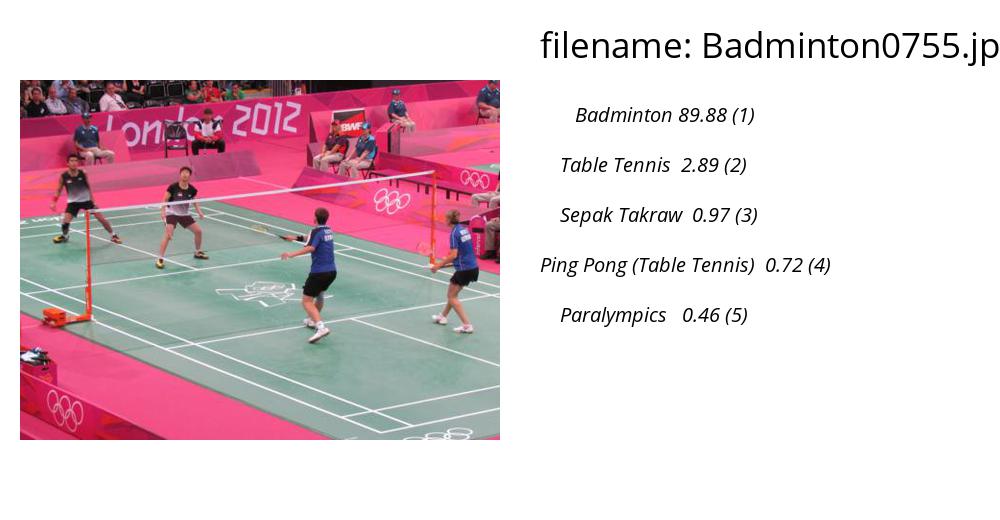 filename: Badminton0755.jp
Badminton 89.88 (1)
Table Tennis 2.89 (2)
Sepak Takraw 0.97 (3)
Ping Pong (Table Tennis) 0.72 (4)
Paralympics 0.46 (5)
London 2012
BWF